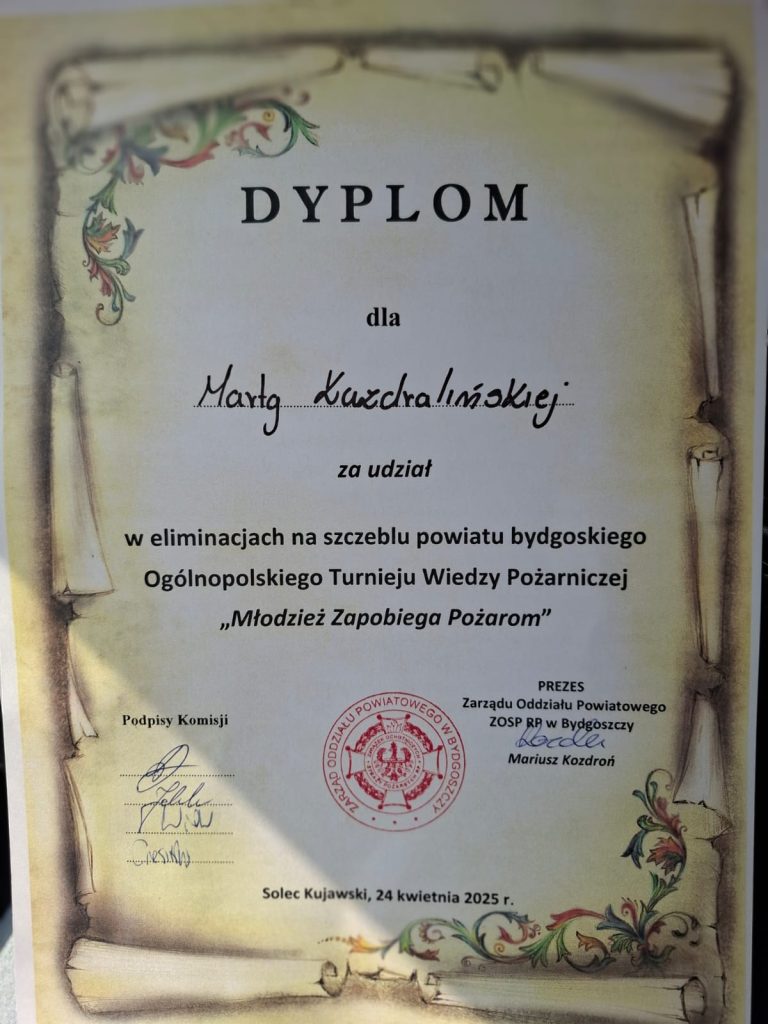 DYPLOM
dla
Marty Łazdralińskiej
za udział
w eliminacjach na szczeblu powiatu bydgoskiego
Ogólnopolskiego Turnieju Wiedzy Pożarniczej
„Młodzież Zapobiega Pożarom”
Podpisy Komisji
ZARZĄD ODDZIAŁU POWIATOWEGO W BYDGOSZCZY
PREZES
Zarządu Oddziału Powiatowego
ZOSP RP w Bydgoszczy
Mariusz Kozdroń
Solec Kujawski, 24 kwietnia 2025 r.